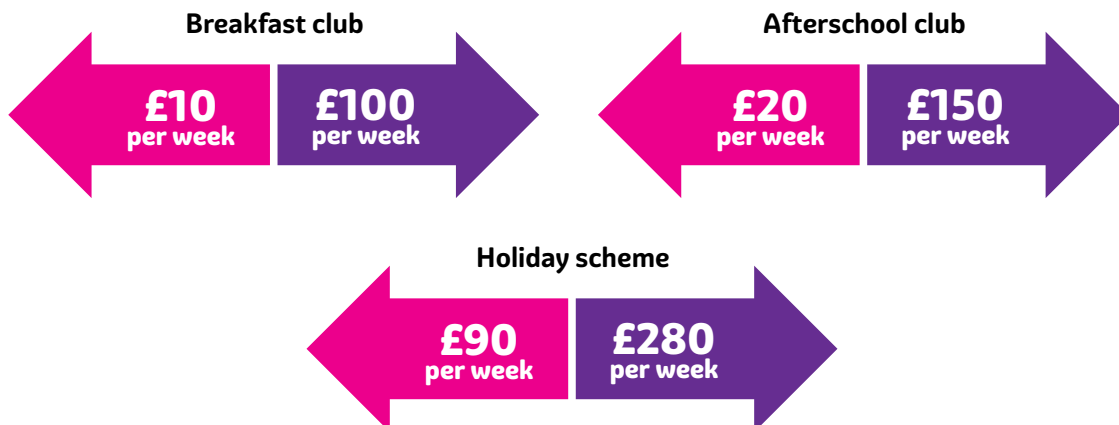 Breakfast club
£10
per week
£100
per week
Afterschool club
£20
per week
£150
per week
Holiday scheme
£90
per week
£280
per week